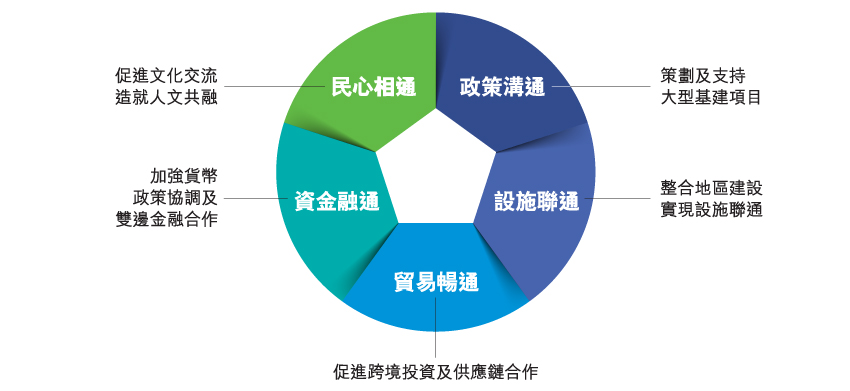 民心相通
促進文化交流
造就人文共融
政策溝通
策劃及支持
大型基建項目
資金融通
加強貨幣
政策協調及
雙邊金融合作
設施聯通
整合地區建設
實現設施聯通
貿易暢通
促進跨境投資及供應鏈合作